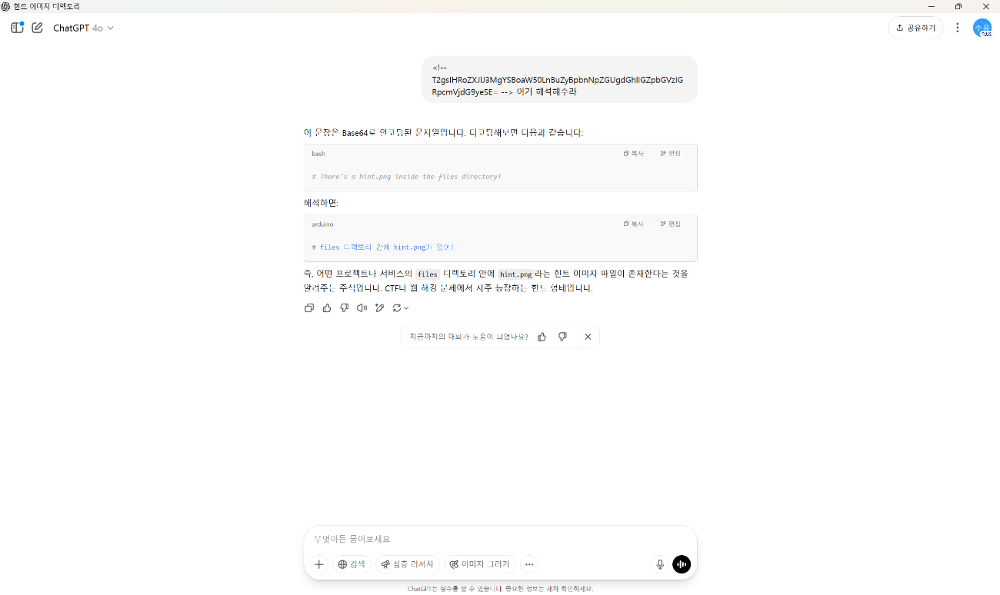 힌트 이미지 디렉토리
ChatGPT 4o
공유하기
수요
PLUS
<!--
T2gsIHRoZXJlJ3MgYSBoaW50LnBuZyBpbnNpZGUgdGhlIGZpbGVzIG
RpcmVjdG9yeSE= --> 이거 해석해주라
이 문장은 Base64로 인코딩된 문자열입니다. 디코딩해보면 다음과 같습니다:
bash
복사
편집
# There's a hint.png inside the files directory!
해석하면:
arduino
복사
편집
# files 디렉토리 안에 hint.png가 있어!
즉, 어떤 프로젝트나 서비스의 files 디렉토리 안에 hint.png라는 힌트 이미지 파일이 존재한다는 것을
알려주는 주석입니다. CTF나 웹 해킹 문제에서 자주 등장하는 힌트 형태입니다.
지금까지의 대화가 도움이 되었나요?
무엇이든 물어보세요
검색
심층 리서치
이미지 그리기
ChatGPT는 실수를 할 수 있습니다. 중요한 정보는 재차 확인하세요.